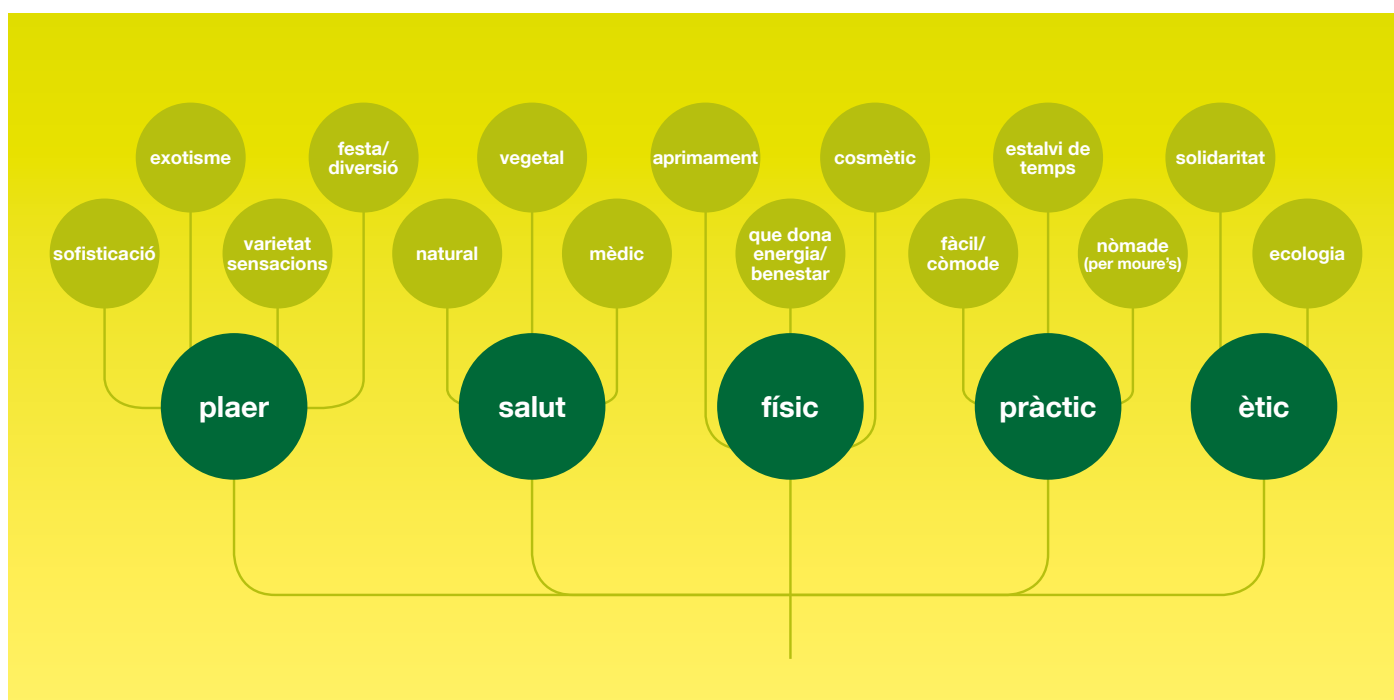 exotisme
festa/
diversió
vegetal
aprimament
cosmètic
estalvi de
temps
solidaritat
sofisticació
varietat
sensacions
natural
mèdic
que dona
energia/
benestar
fàcil/
còmode
nòmade
(per moure's)
ecologia
plaer
salut
físic
pràctic
ètic